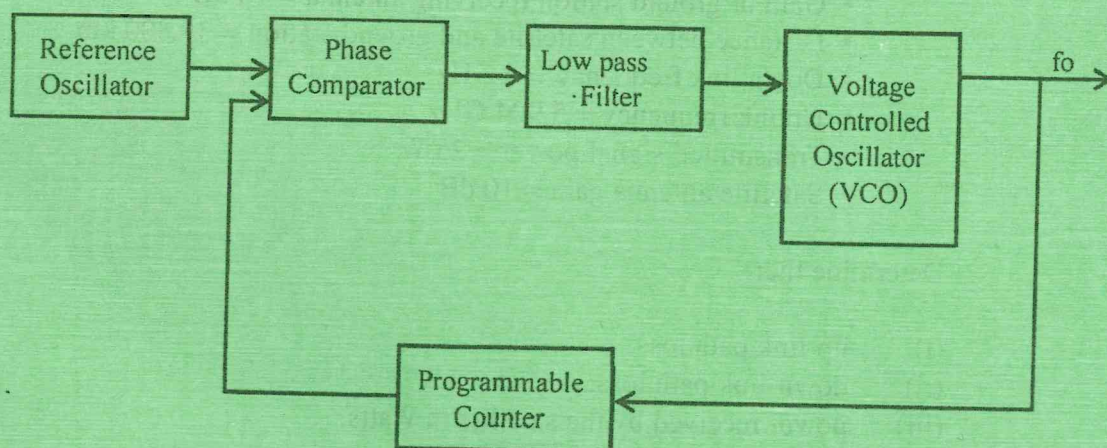 Reference
Oscillator
Phase
Comparator
Low pass
Filter
Voltage
Controlled
Oscillator
(VCO)
fo
Programmable
Counter